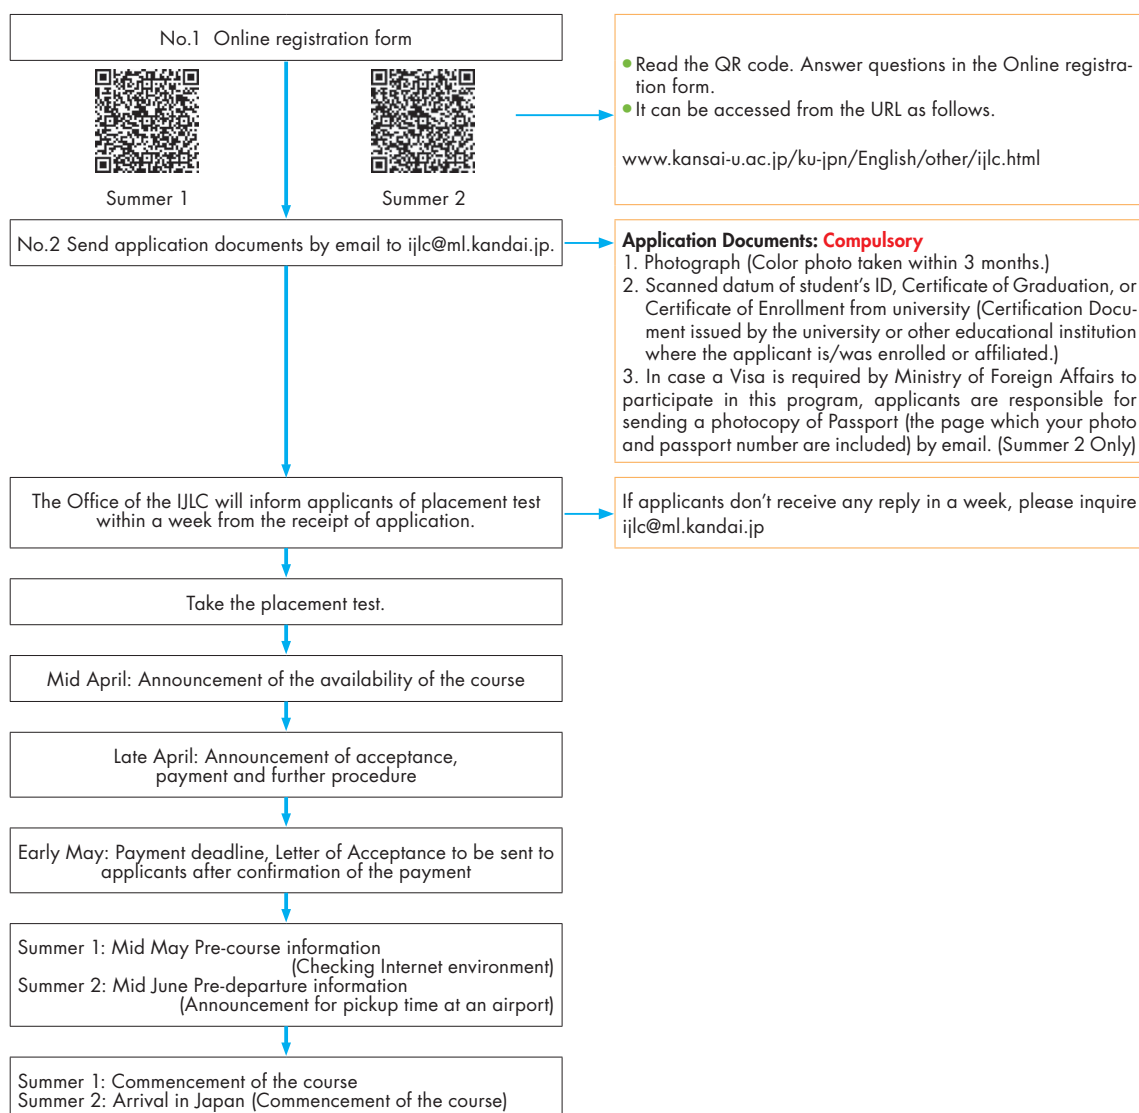 No.1 Online registration form
Summer 1
Summer 2
• Read the QR code. Answer questions in the Online registra-
tion form.
• It can be accessed from the URL as follows.
www.kansai-u.ac.jp/ku-jpn/English/other/ijlc.html
No.2 Send application documents by email to ijlc@ml.kandai.jp.
Application Documents: Compulsory
1. Photograph (Color photo taken within 3 months.)
2. Scanned datum of student's ID, Certificate of Graduation, or
Certificate of Enrollment from university (Certification Docu-
ment issued by the university or other educational institution
where the applicant is/was enrolled or affiliated.)
3. In case a Visa is required by Ministry of Foreign Affairs to
participate in this program, applicants are responsible for
sending a photocopy of Passport (the page which your photo
and passport number are included) by email. (Summer 2 Only)
The Office of the IJLC will inform applicants of placement test
within a week from the receipt of application.
If applicants don't receive any reply in a week, please inquire
ijlc@ml.kandai.jp
Take the placement test.
Mid April: Announcement of the availability of the course
Late April: Announcement of acceptance,
payment and further procedure
Early May: Payment deadline, Letter of Acceptance to be sent to
applicants after confirmation of the payment
Summer 1: Mid May Pre-course information
(Checking Internet environment)
Summer 2: Mid June Pre-departure information
(Announcement for pickup time at an airport)
Summer 1: Commencement of the course
Summer 2: Arrival in Japan (Commencement of the course)